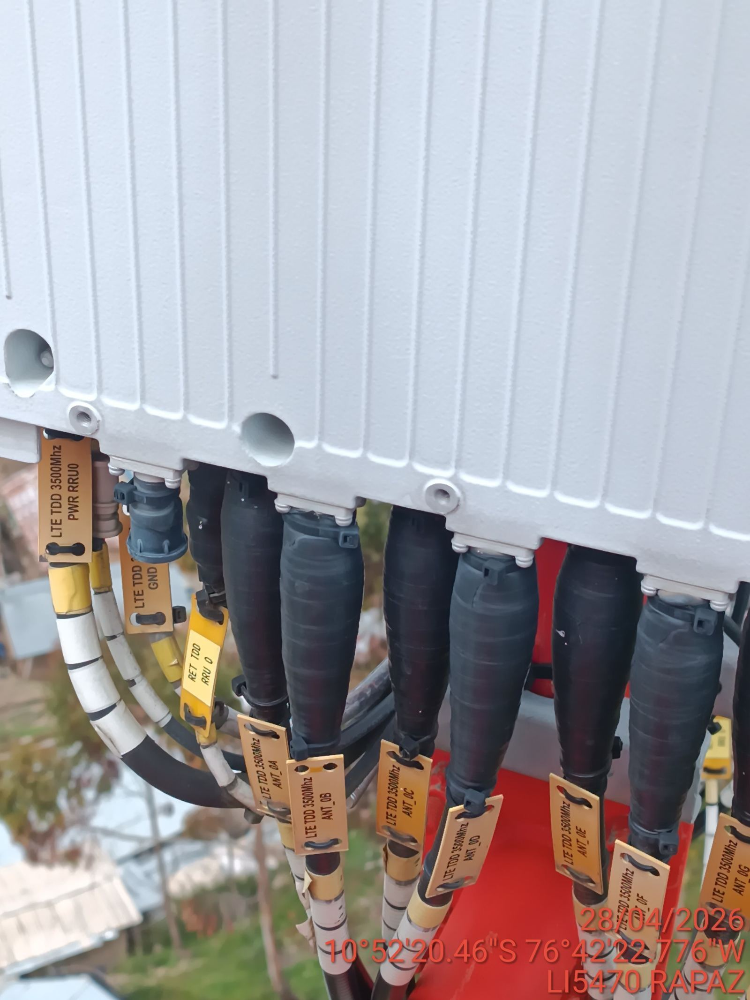 LTE TDD 3500Mhz
PWR RRU0
LTE TDD
GND
RET TDD
RRU 0
LTE TDD 3500Mhz
ANT_0A
LTE TDD 3500Mhz
ANT_0B
LTE TDD 3500Mhz
ANT_0C
LTE TDD 3500Mhz
ANT_0D
LTE TDD 3500Mhz
ANT_0E
LTE TDD 3500Mhz
ANT_0F
LTE TDD 3500Mhz
ANT_0G
28/04/2026
10°52'20.46"S 76°42'22.776"W
LI5470 RAPAZ